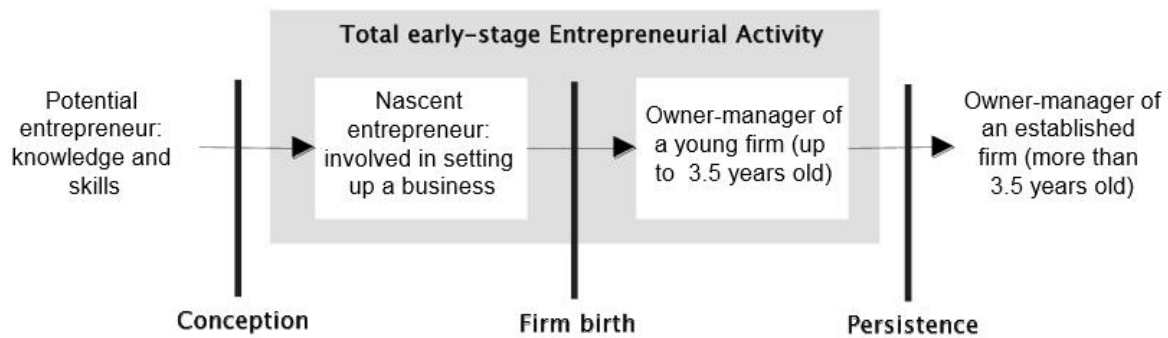 Total early-stage Entrepreneurial Activity
Potential
entrepreneur:
knowledge and
skills
Nascent
entrepreneur:
involved in setting
up a business
Owner-manager of
a young firm (up
to 3.5 years old)
Owner-manager of
an established
firm (more than
3.5 years old)
Conception
Firm birth
Persistence